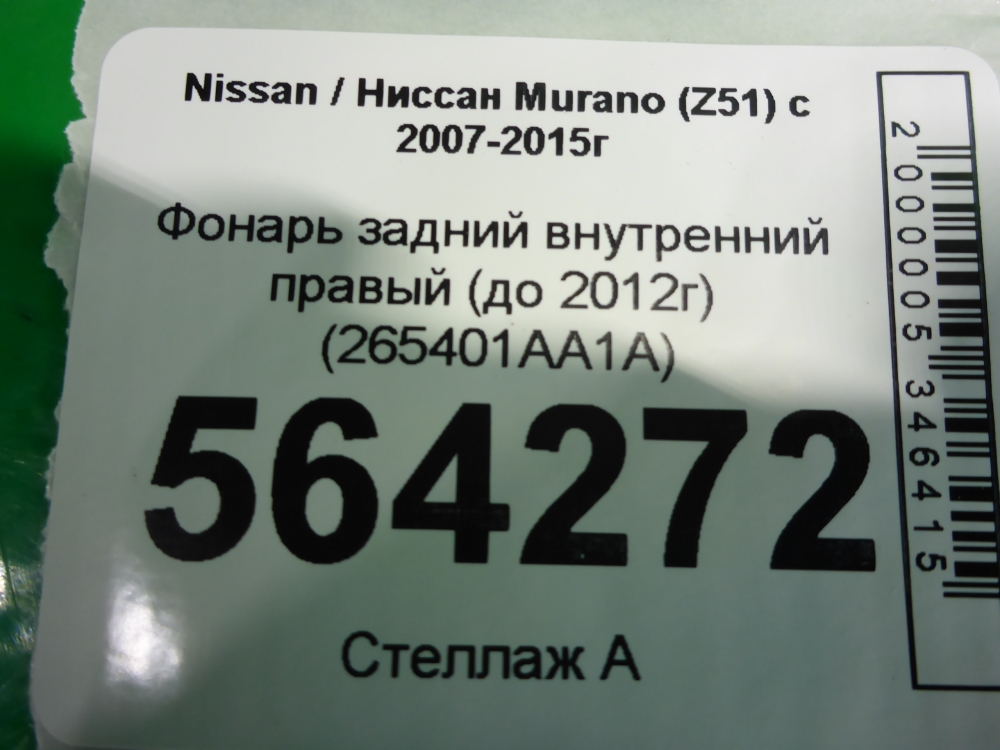 Nissan / Ниссан Murano (Z51) с
2007-2015г
Фонарь задний внутренний
правый (до 2012г)
(265401AA1A)
564272
Стеллаж А
2000005346415